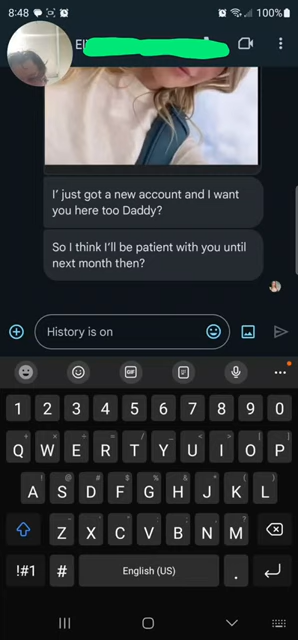 8:48
100%
El
I' just got a new account and I want
you here too Daddy?
So I think I'll be patient with you until
next month then?
History is on
GIF
1 2 3 4 5 6 7 8 9 0
Q W E R T Y U I O P
A S D F G H J K L
Z X C V B N M
!#1 # English (US) .